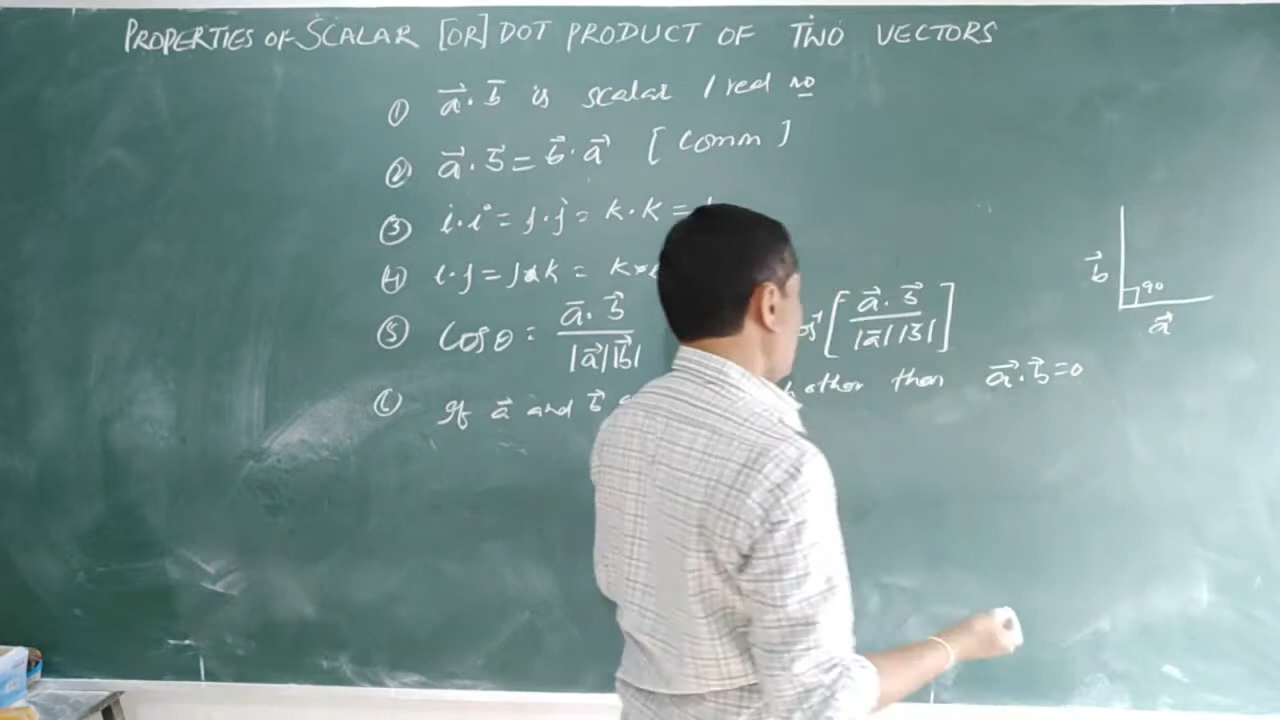 PROPERTIES OF SCALAR [OR] DOT PRODUCT OF TWO VECTORS
① a⃗ · b⃗ is scalar / real no
② a⃗ · b⃗ = b⃗ · a⃗ [comm]
③ i · i = j · j = k · k =
④ i · j = j · k = k ·
⑤ Cos θ = a⃗ · b⃗ / |a⃗| |b⃗| [ a⃗ · b⃗ / |a⃗| |b⃗| ]
⑥ If a⃗ and b⃗ other then a⃗ · b⃗ = 0
b⃗
90
a⃗